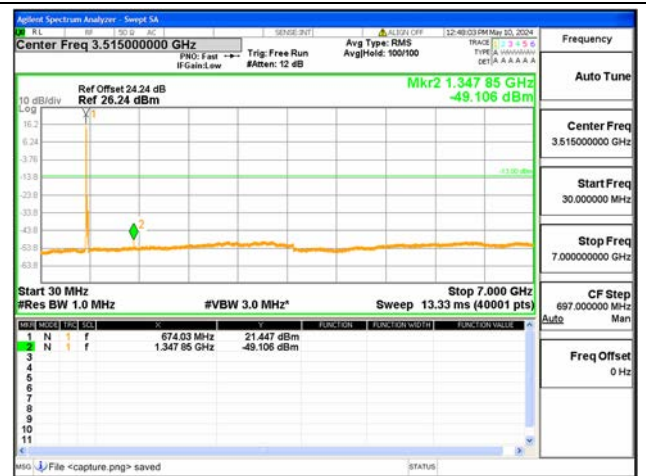 Agilent Spectrum Analyzer - Swept SA
RL RF 50 Ω AC SENSE:INT ALIGN OFF 12:48:03 PM May 10, 2024
Center Freq 3.515000000 GHz
PNO: Fast
IFGain:Low
Trig: Free Run
#Atten: 12 dB
Avg Type: RMS
Avg|Hold: 100/100
TRACE 1 2 3 4 5 6
TYPE
DET A A A A A A
Ref Offset 24.24 dB
Ref 26.24 dBm
Mkr2 1.347 85 GHz
-49.106 dBm
10 dB/div
Log
16.2
6.24
-3.76
-13.8
-23.8
-33.8
-43.8
-53.8
-63.8
1
2
-13.00 dBm
Start 30 MHz
#Res BW 1.0 MHz
#VBW 3.0 MHz*
Stop 7.000 GHz
Sweep 13.33 ms (40001 pts)
MKR MODE TRC SCL X Y FUNCTION FUNCTION WIDTH FUNCTION VALUE
1 N 1 f 674.03 MHz 21.447 dBm
2 N 1 f 1.347 85 GHz -49.106 dBm
3
4
5
6
7
8
9
10
11
MSG File <capture.png> saved STATUS
Frequency
Auto Tune
Center Freq
3.515000000 GHz
Start Freq
30.000000 MHz
Stop Freq
7.000000000 GHz
CF Step
697.000000 MHz
Auto Man
Freq Offset
0 Hz